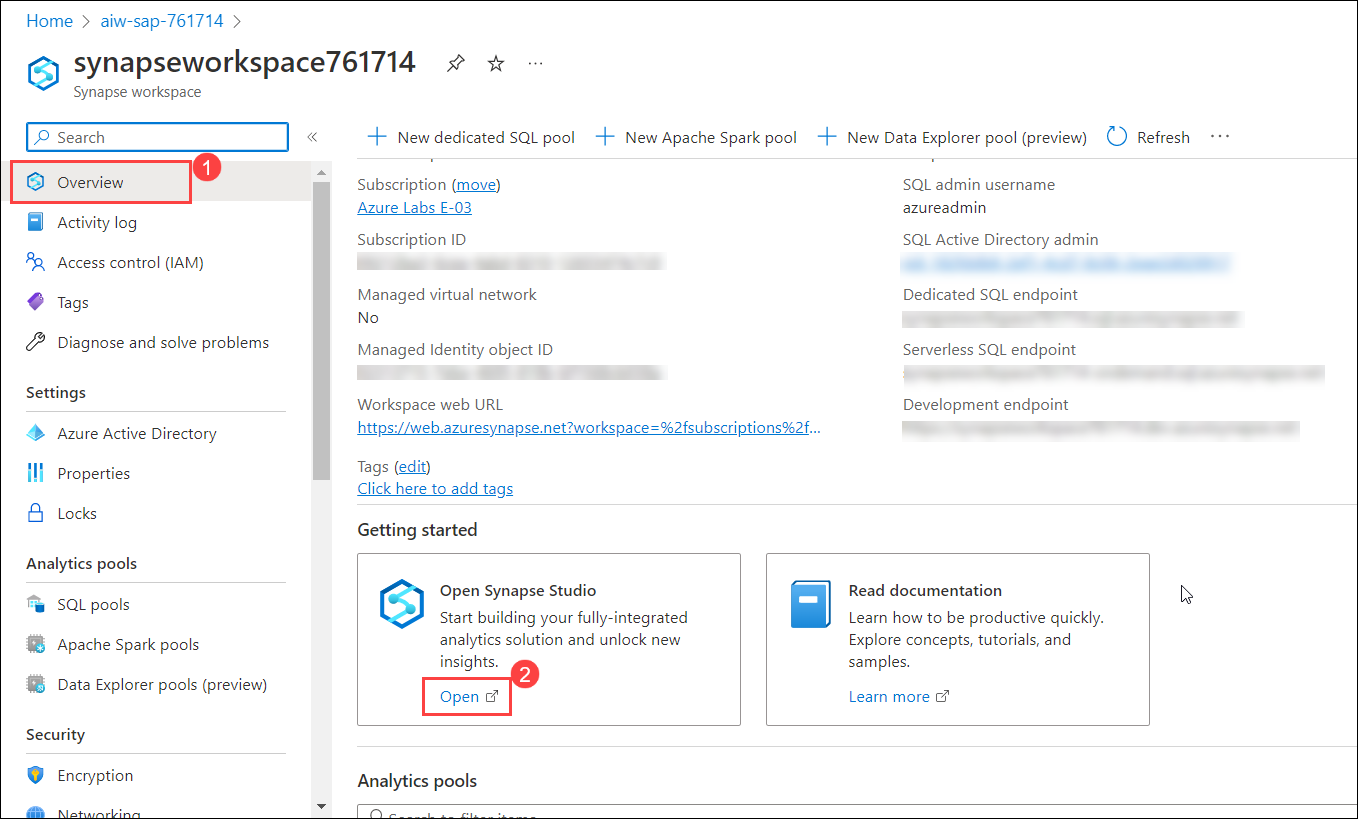 Home > aiw-sap-761714 >
synapseworkspace761714
Synapse workspace
...
Search
«
Overview
1
Activity log
Access control (IAM)
Tags
Diagnose and solve problems
Settings
Azure Active Directory
Properties
Locks
Analytics pools
SQL pools
Apache Spark pools
Data Explorer pools (preview)
Security
Encryption
Networking
+ New dedicated SQL pool
+ New Apache Spark pool
+ New Data Explorer pool (preview)
Refresh
...
Subscription (move)
Azure Labs E-03
Subscription ID
Managed virtual network
No
Managed Identity object ID
Workspace web URL
https://web.azuresynapse.net?workspace=%2fsubscriptions%2f...
Tags (edit)
Click here to add tags
SQL admin username
azureadmin
SQL Active Directory admin
Dedicated SQL endpoint
Serverless SQL endpoint
Development endpoint
Getting started
Open Synapse Studio
Start building your fully-integrated
analytics solution and unlock new
insights.
Open
2
Read documentation
Learn how to be productive quickly.
Explore concepts, tutorials, and
samples.
Learn more
Analytics pools
Search to filter items...